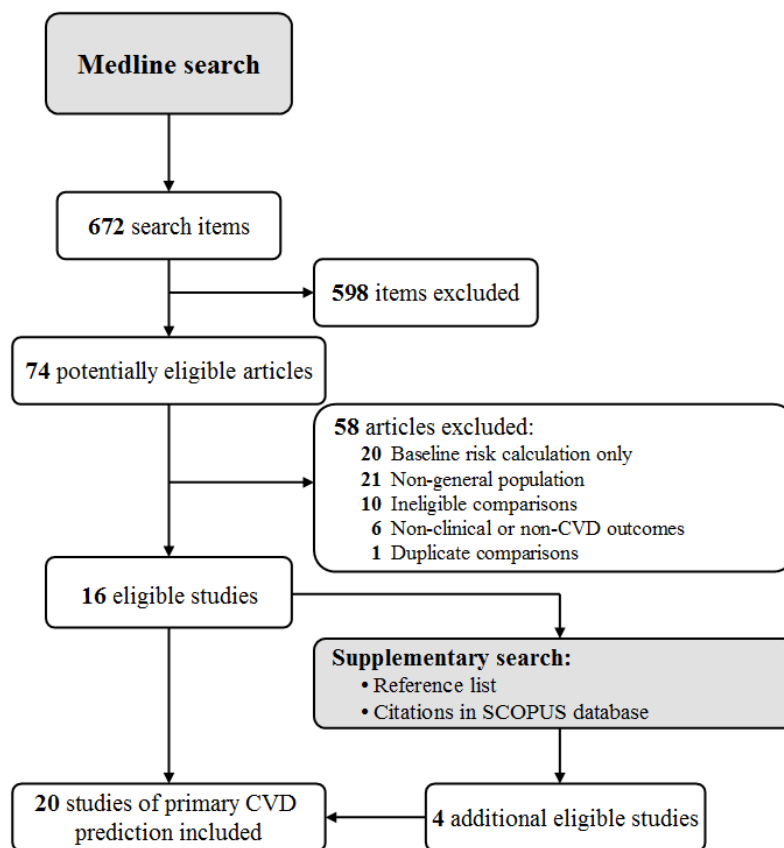 Medline search
672 search items
598 items excluded
74 potentially eligible articles
58 articles excluded:
20 Baseline risk calculation only
21 Non-general population
10 Ineligible comparisons
6 Non-clinical or non-CVD outcomes
1 Duplicate comparisons
16 eligible studies
Supplementary search:
• Reference list
• Citations in SCOPUS database
20 studies of primary CVD
prediction included
4 additional eligible studies